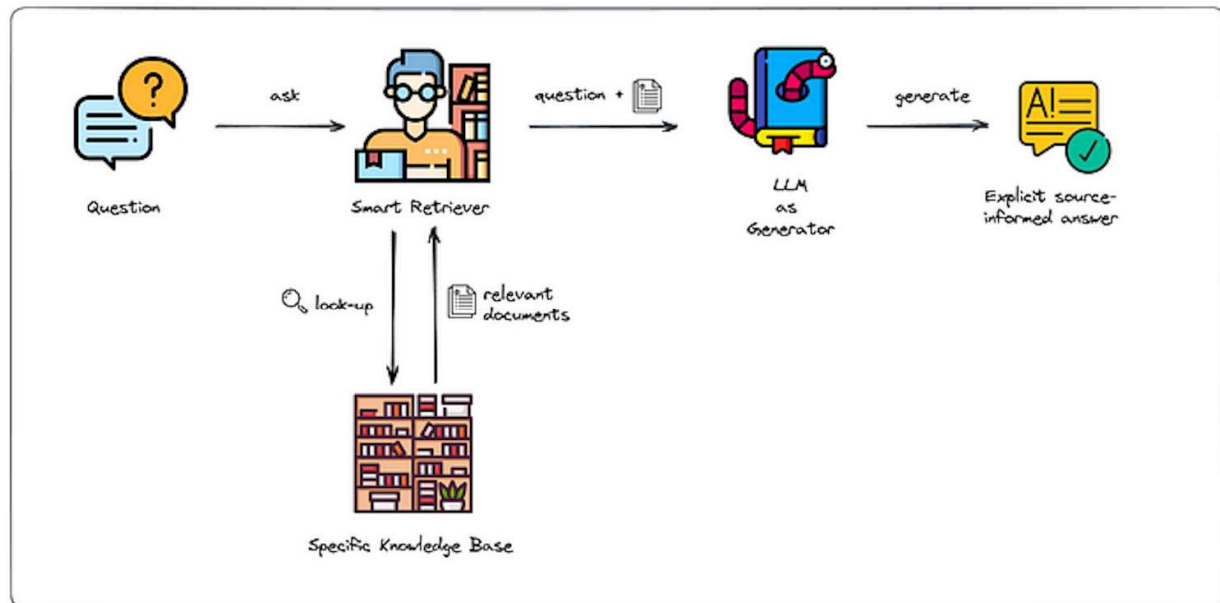 ?
ask
question +
generate
A!
Question
Smart Retriever
LLM
as
Generator
Explicit source-
informed answer
look-up
relevant
documents
Specific Knowledge Base